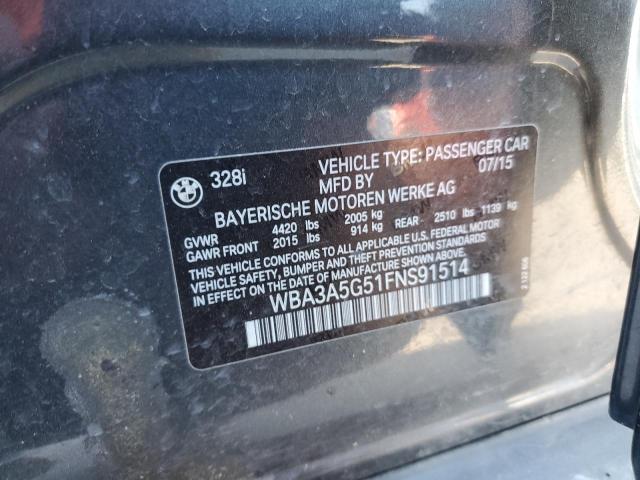 BMW
328i
VEHICLE TYPE: PASSENGER CAR
MFD BY 07/15
BAYERISCHE MOTOREN WERKE AG
GVWR 4420 lbs 2005 kg
GAWR FRONT 2015 lbs 914 kg REAR 2510 lbs 1139 kg
THIS VEHICLE CONFORMS TO ALL APPLICABLE U.S. FEDERAL MOTOR
VEHICLE SAFETY, BUMPER AND THEFT PREVENTION STANDARDS
IN EFFECT ON THE DATE OF MANUFACTURE SHOWN ABOVE.
WBA3A5G51FNS91514